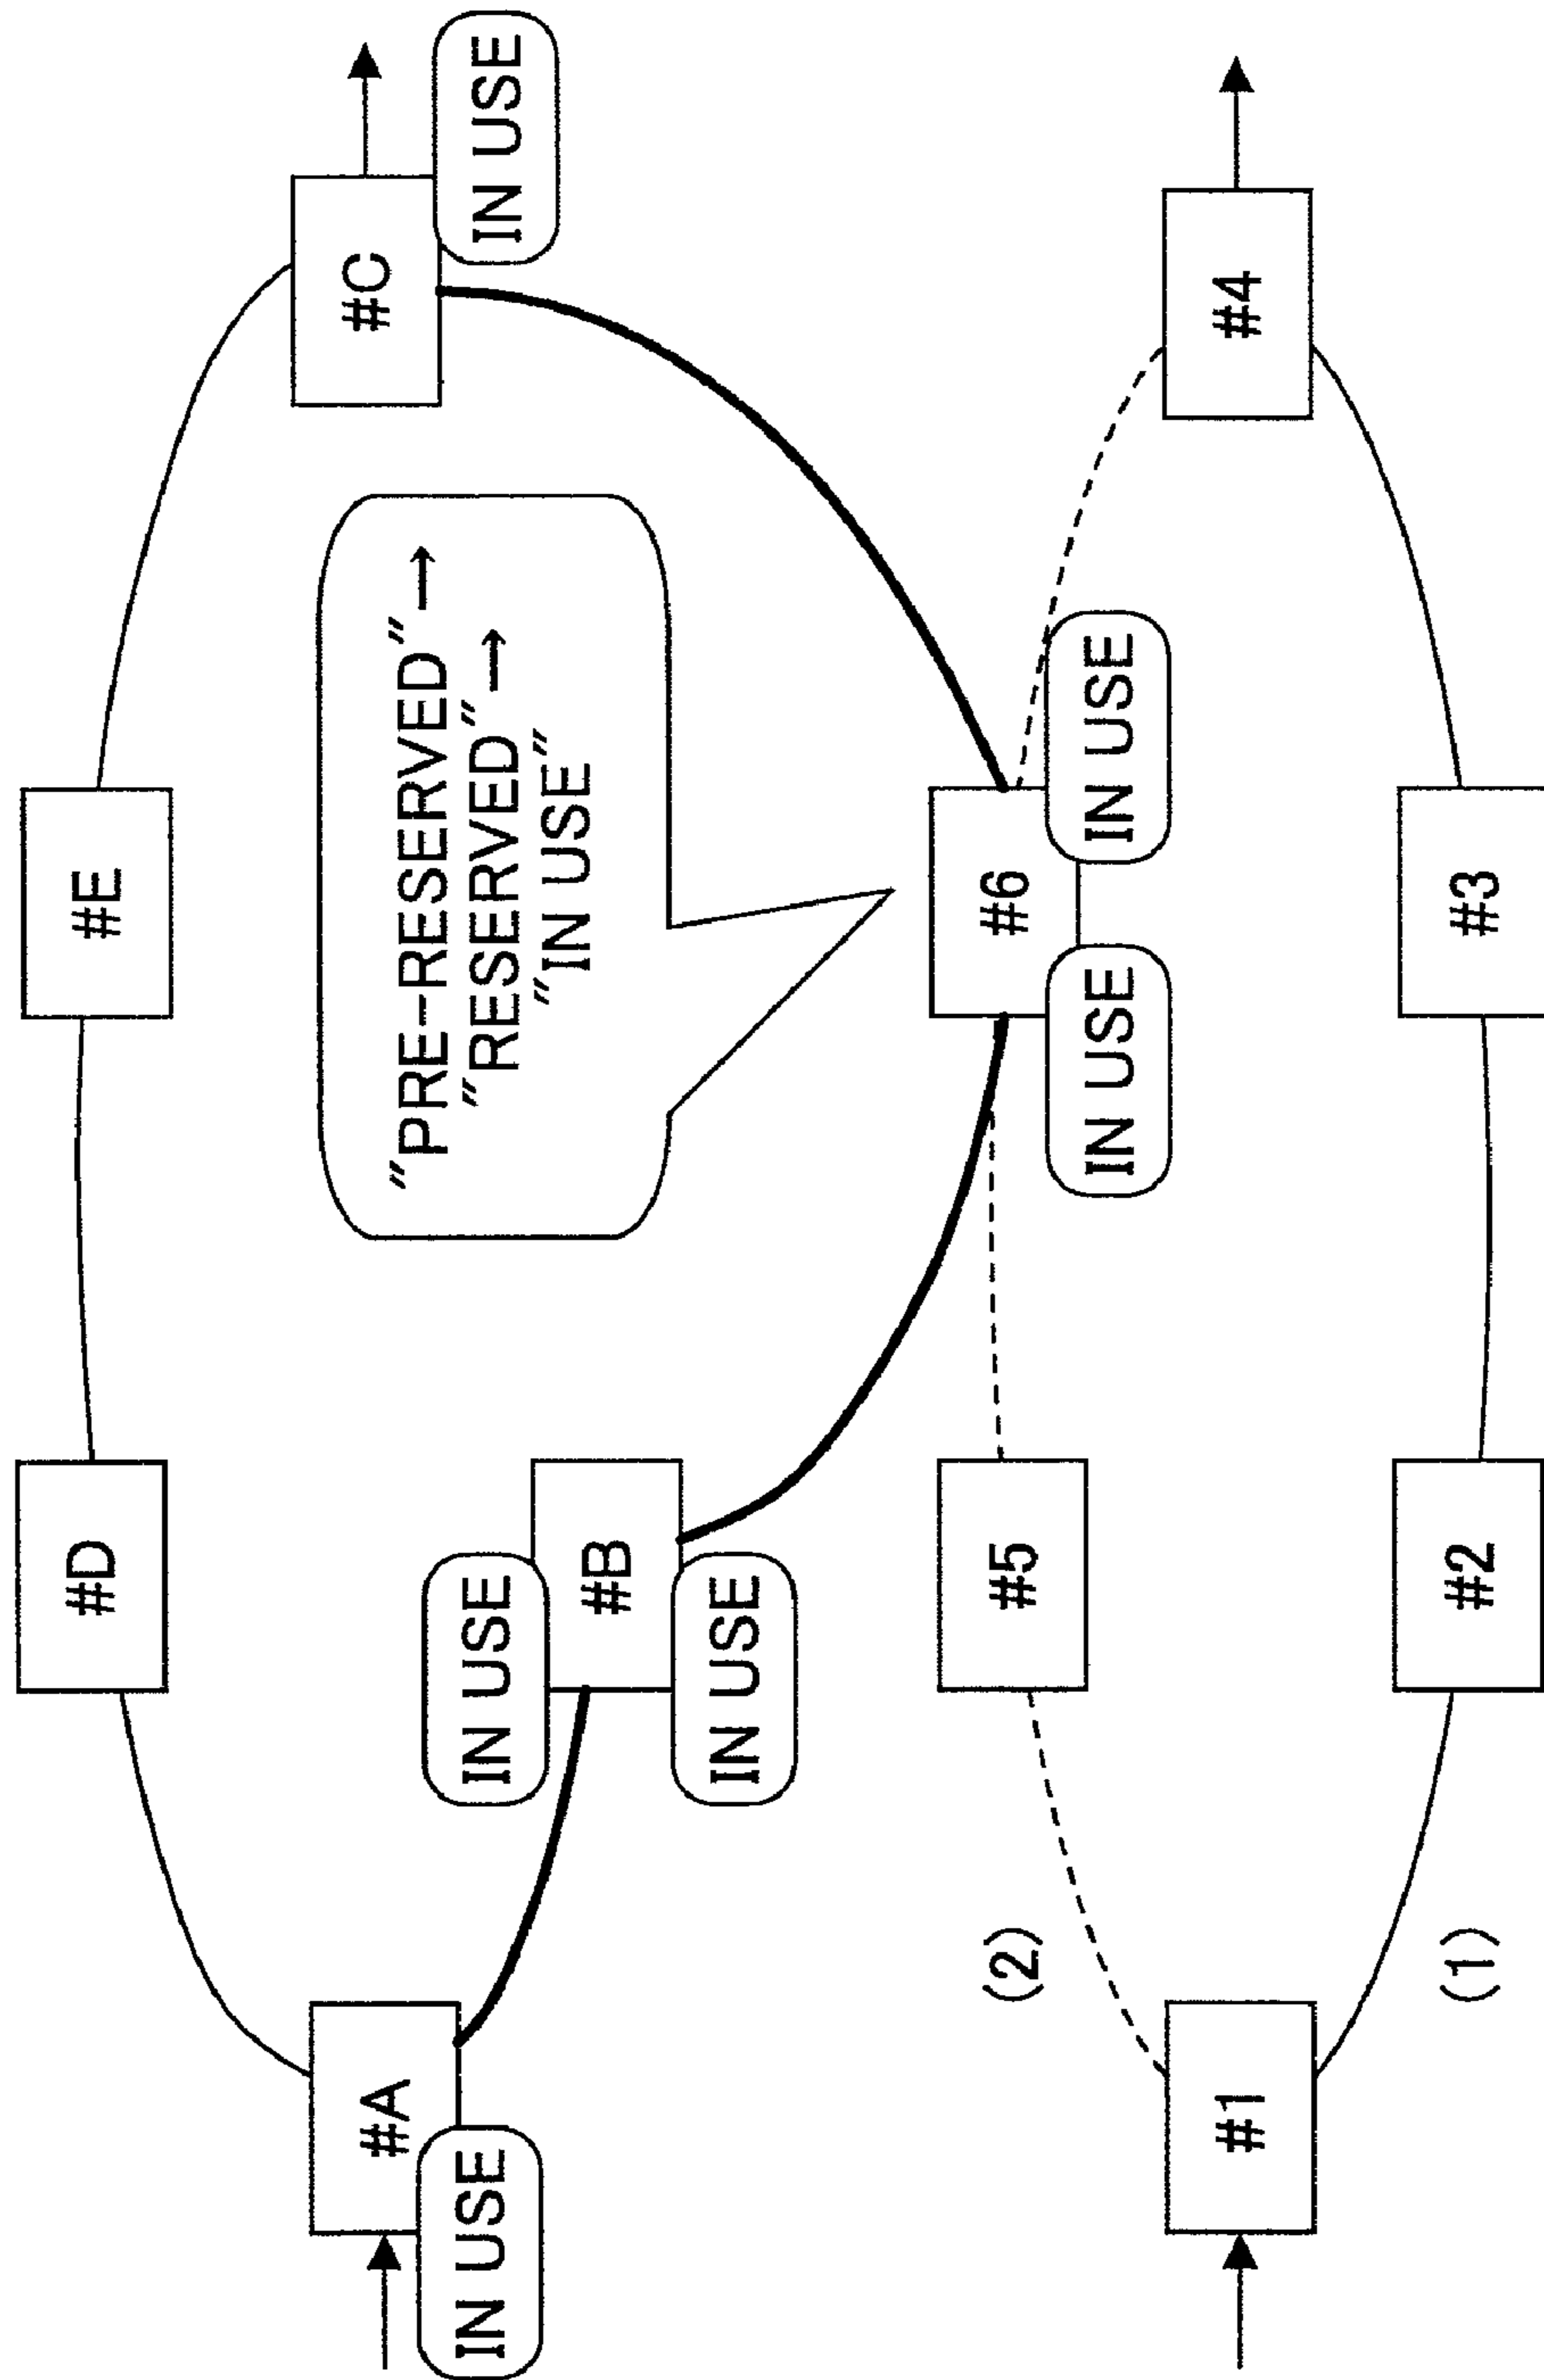 #D
#E
#A
IN USE
IN USE
#B
IN USE
"PRE-RESERVED"→
"RESERVED"→
"IN USE"
#C
IN USE
#5
#6
IN USE
IN USE
(2)
#1
(1)
#2
#3
#4